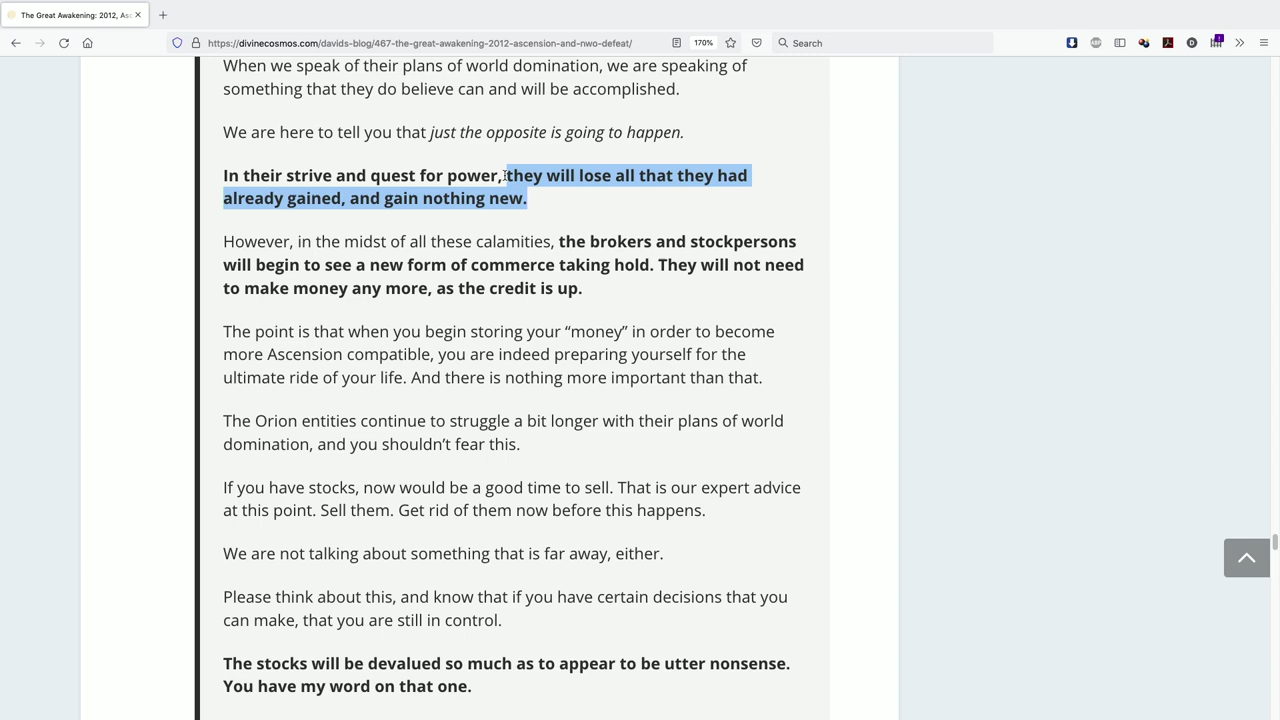 The Great Awakening: 2012, Asc
https://divinecosmos.com/davids-blog/467-the-great-awakening-2012-ascension-and-nwo-defeat/
170%
Search
When we speak of their plans of world domination, we are speaking of
something that they do believe can and will be accomplished.
We are here to tell you that just the opposite is going to happen.
In their strive and quest for power, they will lose all that they had
already gained, and gain nothing new.
However, in the midst of all these calamities, the brokers and stockpersons
will begin to see a new form of commerce taking hold. They will not need
to make money any more, as the credit is up.
The point is that when you begin storing your “money” in order to become
more Ascension compatible, you are indeed preparing yourself for the
ultimate ride of your life. And there is nothing more important than that.
The Orion entities continue to struggle a bit longer with their plans of world
domination, and you shouldn’t fear this.
If you have stocks, now would be a good time to sell. That is our expert advice
at this point. Sell them. Get rid of them now before this happens.
We are not talking about something that is far away, either.
Please think about this, and know that if you have certain decisions that you
can make, that you are still in control.
The stocks will be devalued so much as to appear to be utter nonsense.
You have my word on that one.